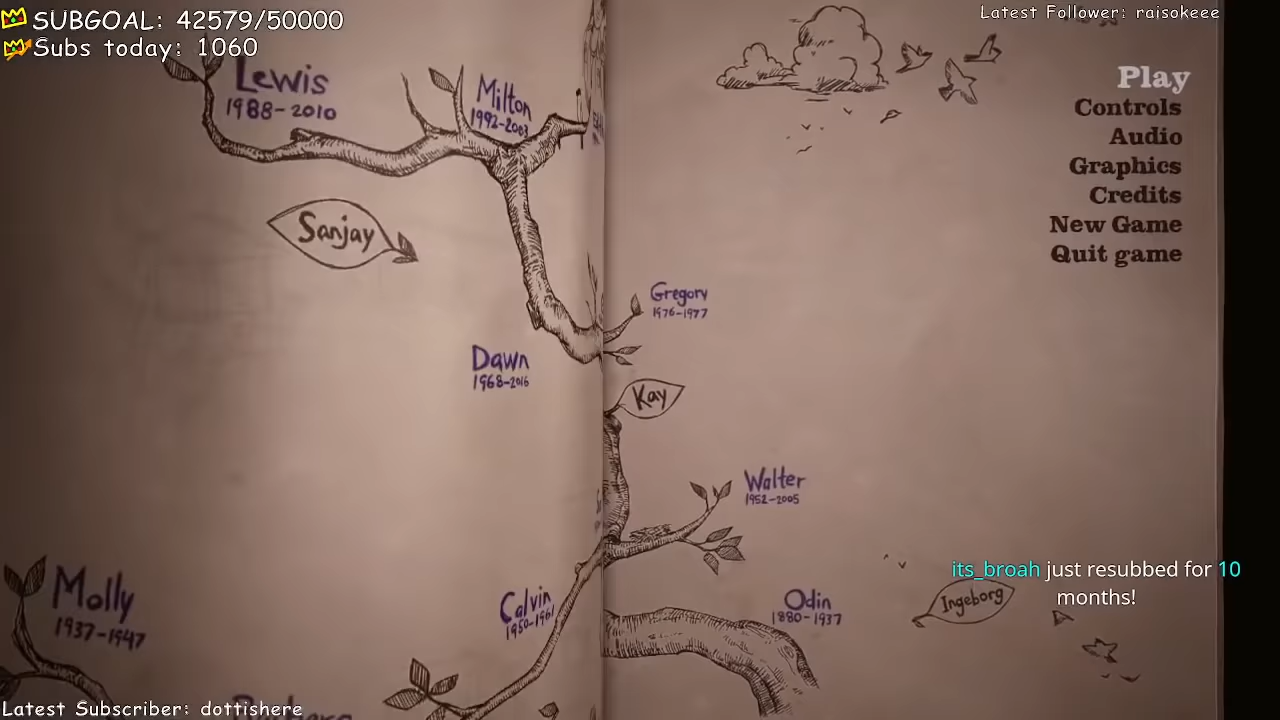 SUBGOAL: 42579/50000
Subs today: 1060
Latest Follower: raisokeee
Lewis
1988-2010
Milton
1992-2003
Sanjay
Gregory
1976-1977
Dawn
1968-2016
Kay
Walter
1952-2005
Molly
1937-1947
Calvin
1950-1961
Odin
1880-1937
Ingeborg
Play
Controls
Audio
Graphics
Credits
New Game
Quit game
its_broah just resubbed for 10
months!
Latest Subscriber: dottishere